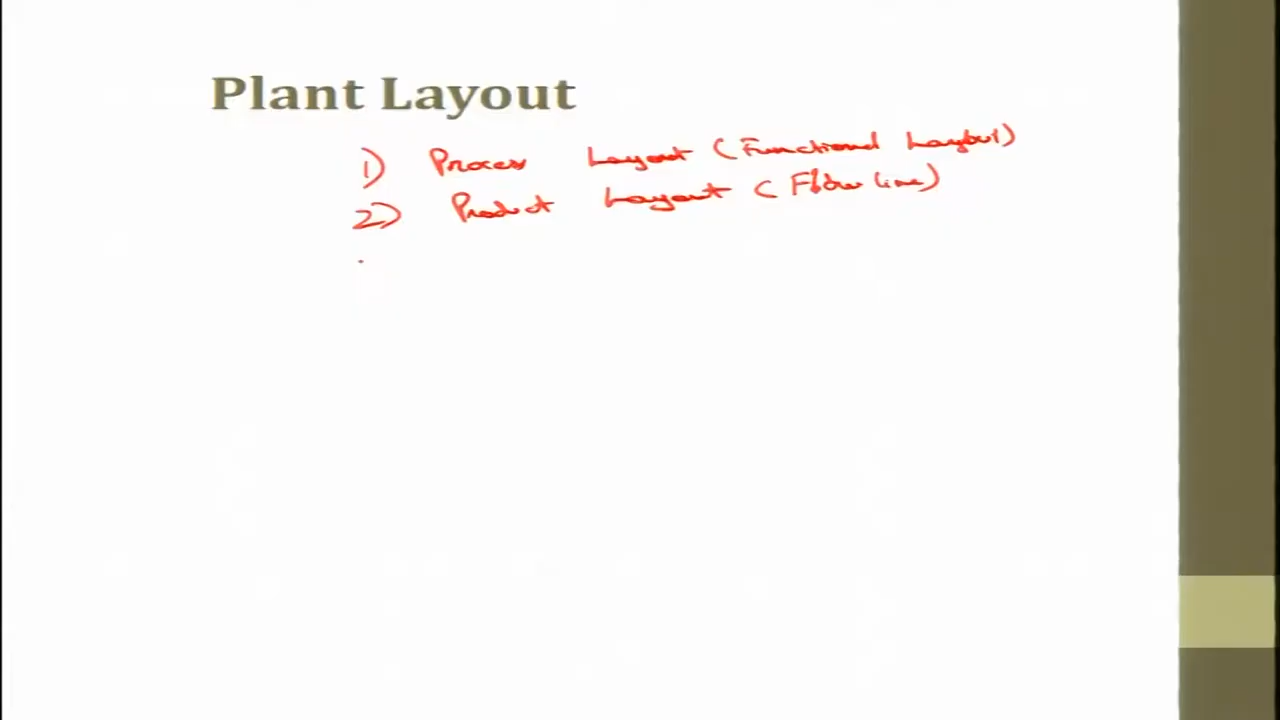 Plant Layout
1) Process Layout (Functional Layout)
2) Product Layout (Flow line)